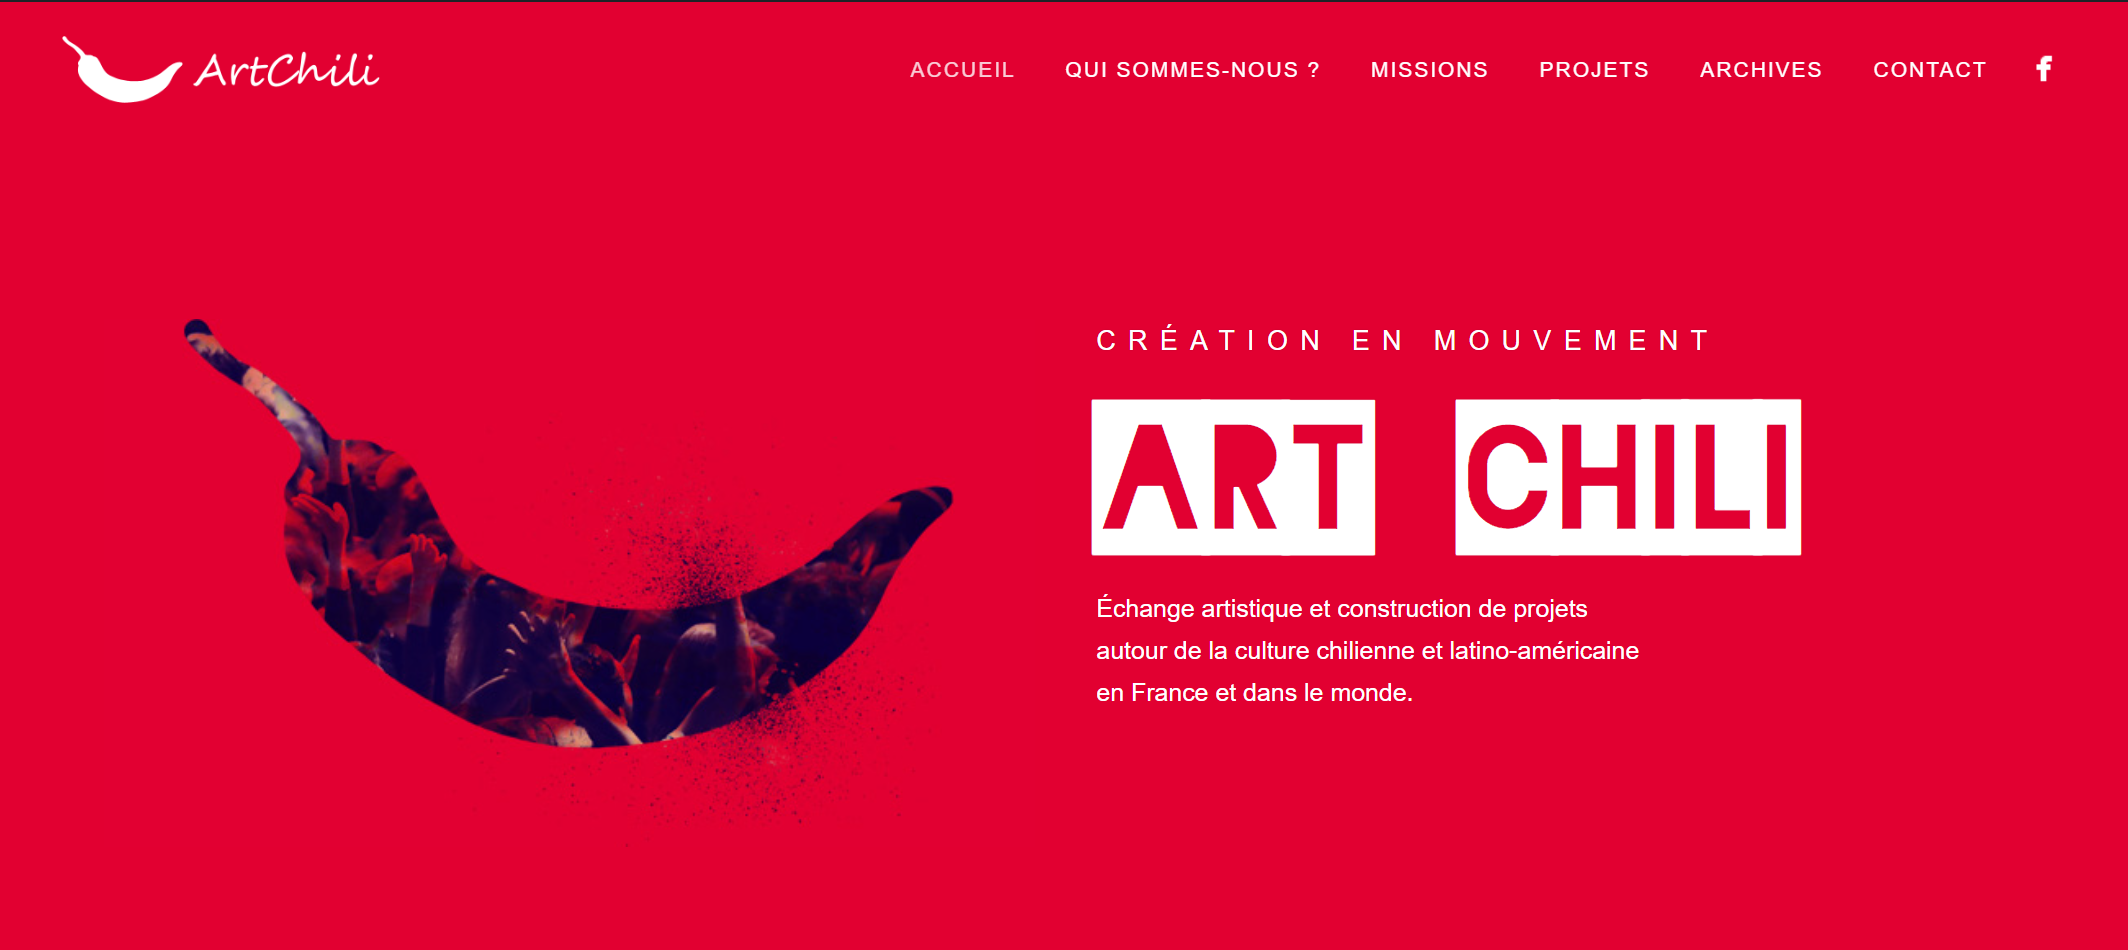 ArtChili
ACCUEIL QUI SOMMES-NOUS ? MISSIONS PROJETS ARCHIVES CONTACT f
CRÉATION EN MOUVEMENT
ART CHILI
Échange artistique et construction de projets
autour de la culture chilienne et latino-américaine
en France et dans le monde.